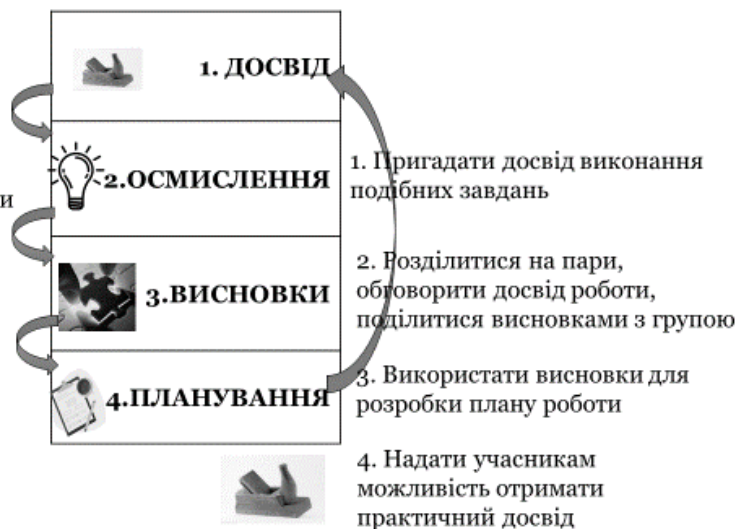 1. ДОСВІД
2.ОСМИСЛЕННЯ
и
3.ВИСНОВКИ
4.ПЛАНУВАННЯ
1. Пригадати досвід виконання
подібних завдань
2. Розділитися на пари,
обговорити досвід роботи,
поділитися висновками з групою
3. Використати висновки для
розробки плану роботи
4. Надати учасникам
можливість отримати
практичний досвід